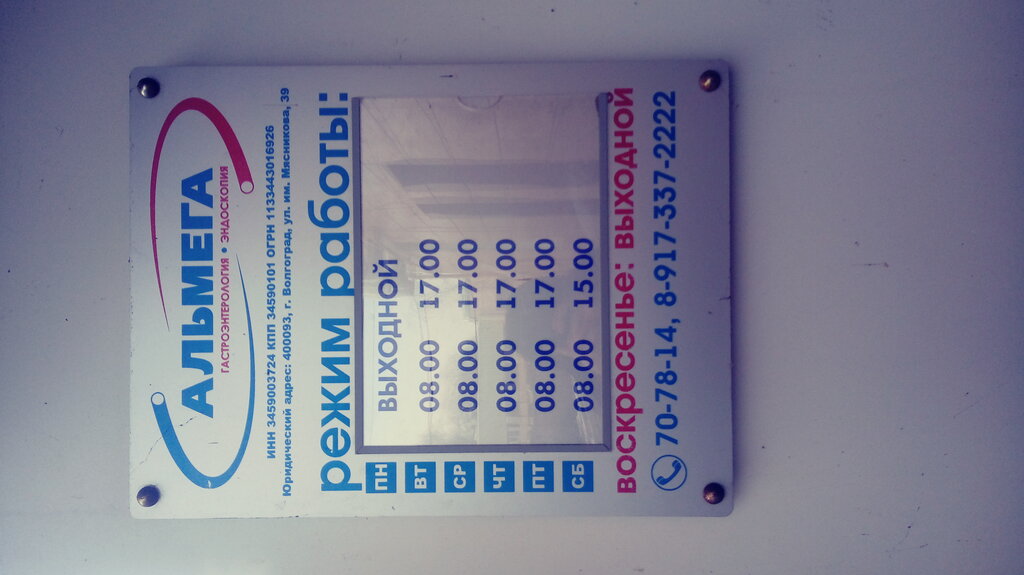 АЛЬМЕГА
ГАСТРОЭНТЕРОЛОГИЯ • ЭНДОСКОПИЯ
ИНН 3459003724 КПП 34590101 ОГРН 1133443016926
Юридический адрес: 400093, г. Волгоград, ул. им. Мясникова, 39
режим работы:
ПН ВЫХОДНОЙ
ВТ 08.00 17.00
СР 08.00 17.00
ЧТ 08.00 17.00
ПТ 08.00 17.00
СБ 08.00 15.00
воскресенье: выходной
70-78-14, 8-917-337-2222